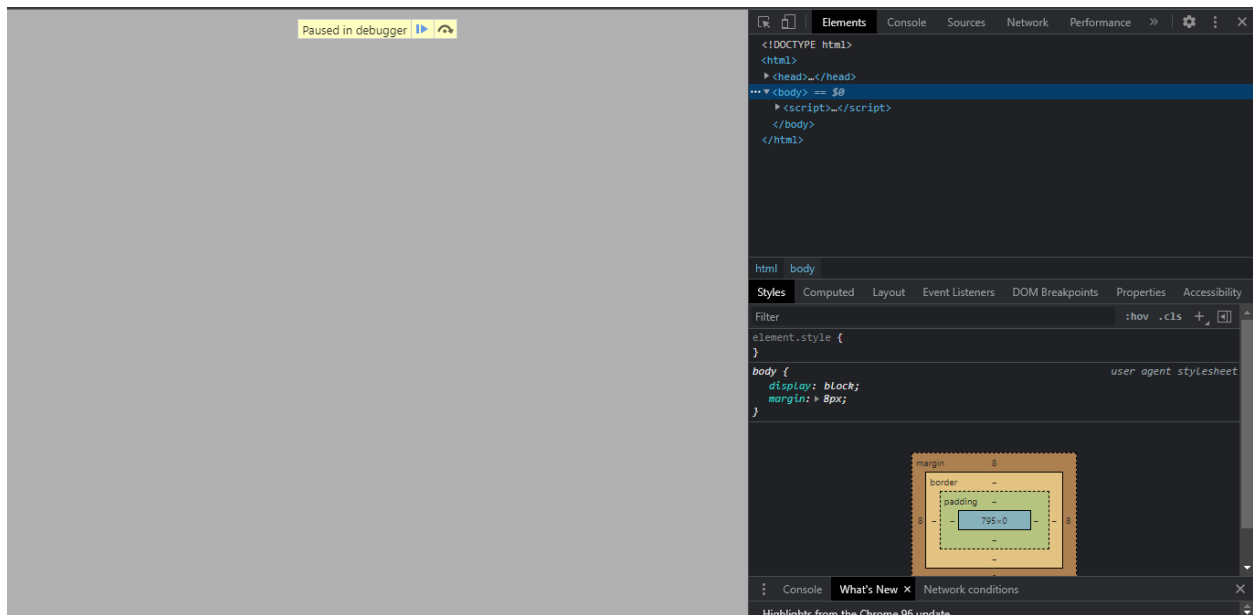 Paused in debugger
Elements Console Sources Network Performance »
<!DOCTYPE html>
<html>
<head>…</head>
<body> == $0
<script>…</script>
</body>
</html>
html body
Styles Computed Layout Event Listeners DOM Breakpoints Properties Accessibility
Filter :hov .cls +
element.style {
}
body { user agent stylesheet
display: block;
margin: 8px;
}
margin 8
border –
padding –
8 – – 795×0 – – 8
–
–
Console What's New × Network conditions
Highlights from the Chrome 96 update